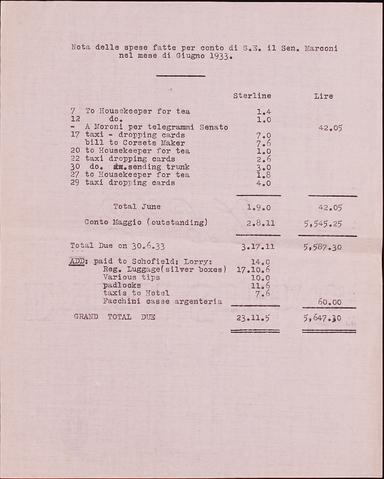 Nota delle spese fatte per conto di S.E. il Sen. Marconi
nel mese di Giugno 1933.
Sterline Lire
7 To Housekeeper for tea 1.4
12 do. 1.0
- A Moroni per telegrammi Senato 42.05
17 taxi - dropping cards 7.0
bill to Corsets Maker 7.6
20 to Housekeeper for tea 1.0
22 taxi dropping cards 2.6
30 do. sending trunk 3.0
27 to Housekeeper for tea 1.8
29 taxi dropping cards 4.0
Total June 1.9.0 42.05
Conto Maggio (outstanding) 2.8.11 5,545.25
Total Due on 30.6.33 3.17.11 5,587.30
ADD: paid to Schofield; Lorry: 14.0
Reg. Luggage(silver boxes) 17.10.6
Various tips 10.0
padlocks 11.6
taxis to Hotel 7.6
Facchini casse argenteria 60.00
GRAND TOTAL DUE 23.11.5 5,647.30